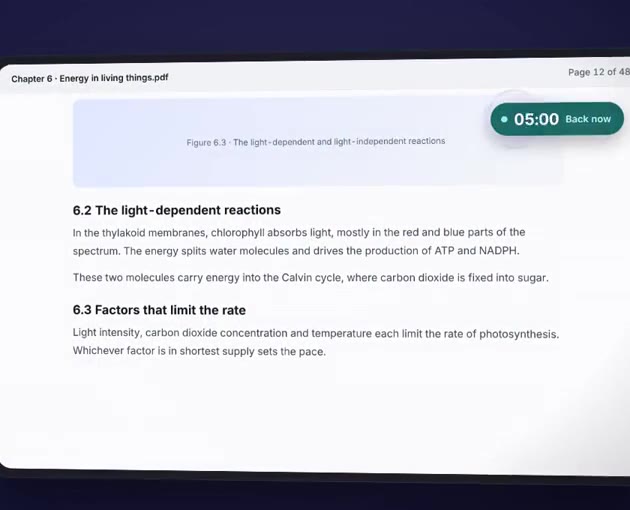 Chapter 6 · Energy in living things.pdf
Page 12 of 48
05:00 Back now
Figure 6.3 · The light-dependent and light-independent reactions
6.2 The light-dependent reactions
In the thylakoid membranes, chlorophyll absorbs light, mostly in the red and blue parts of the
spectrum. The energy splits water molecules and drives the production of ATP and NADPH.
These two molecules carry energy into the Calvin cycle, where carbon dioxide is fixed into sugar.
6.3 Factors that limit the rate
Light intensity, carbon dioxide concentration and temperature each limit the rate of photosynthesis.
Whichever factor is in shortest supply sets the pace.